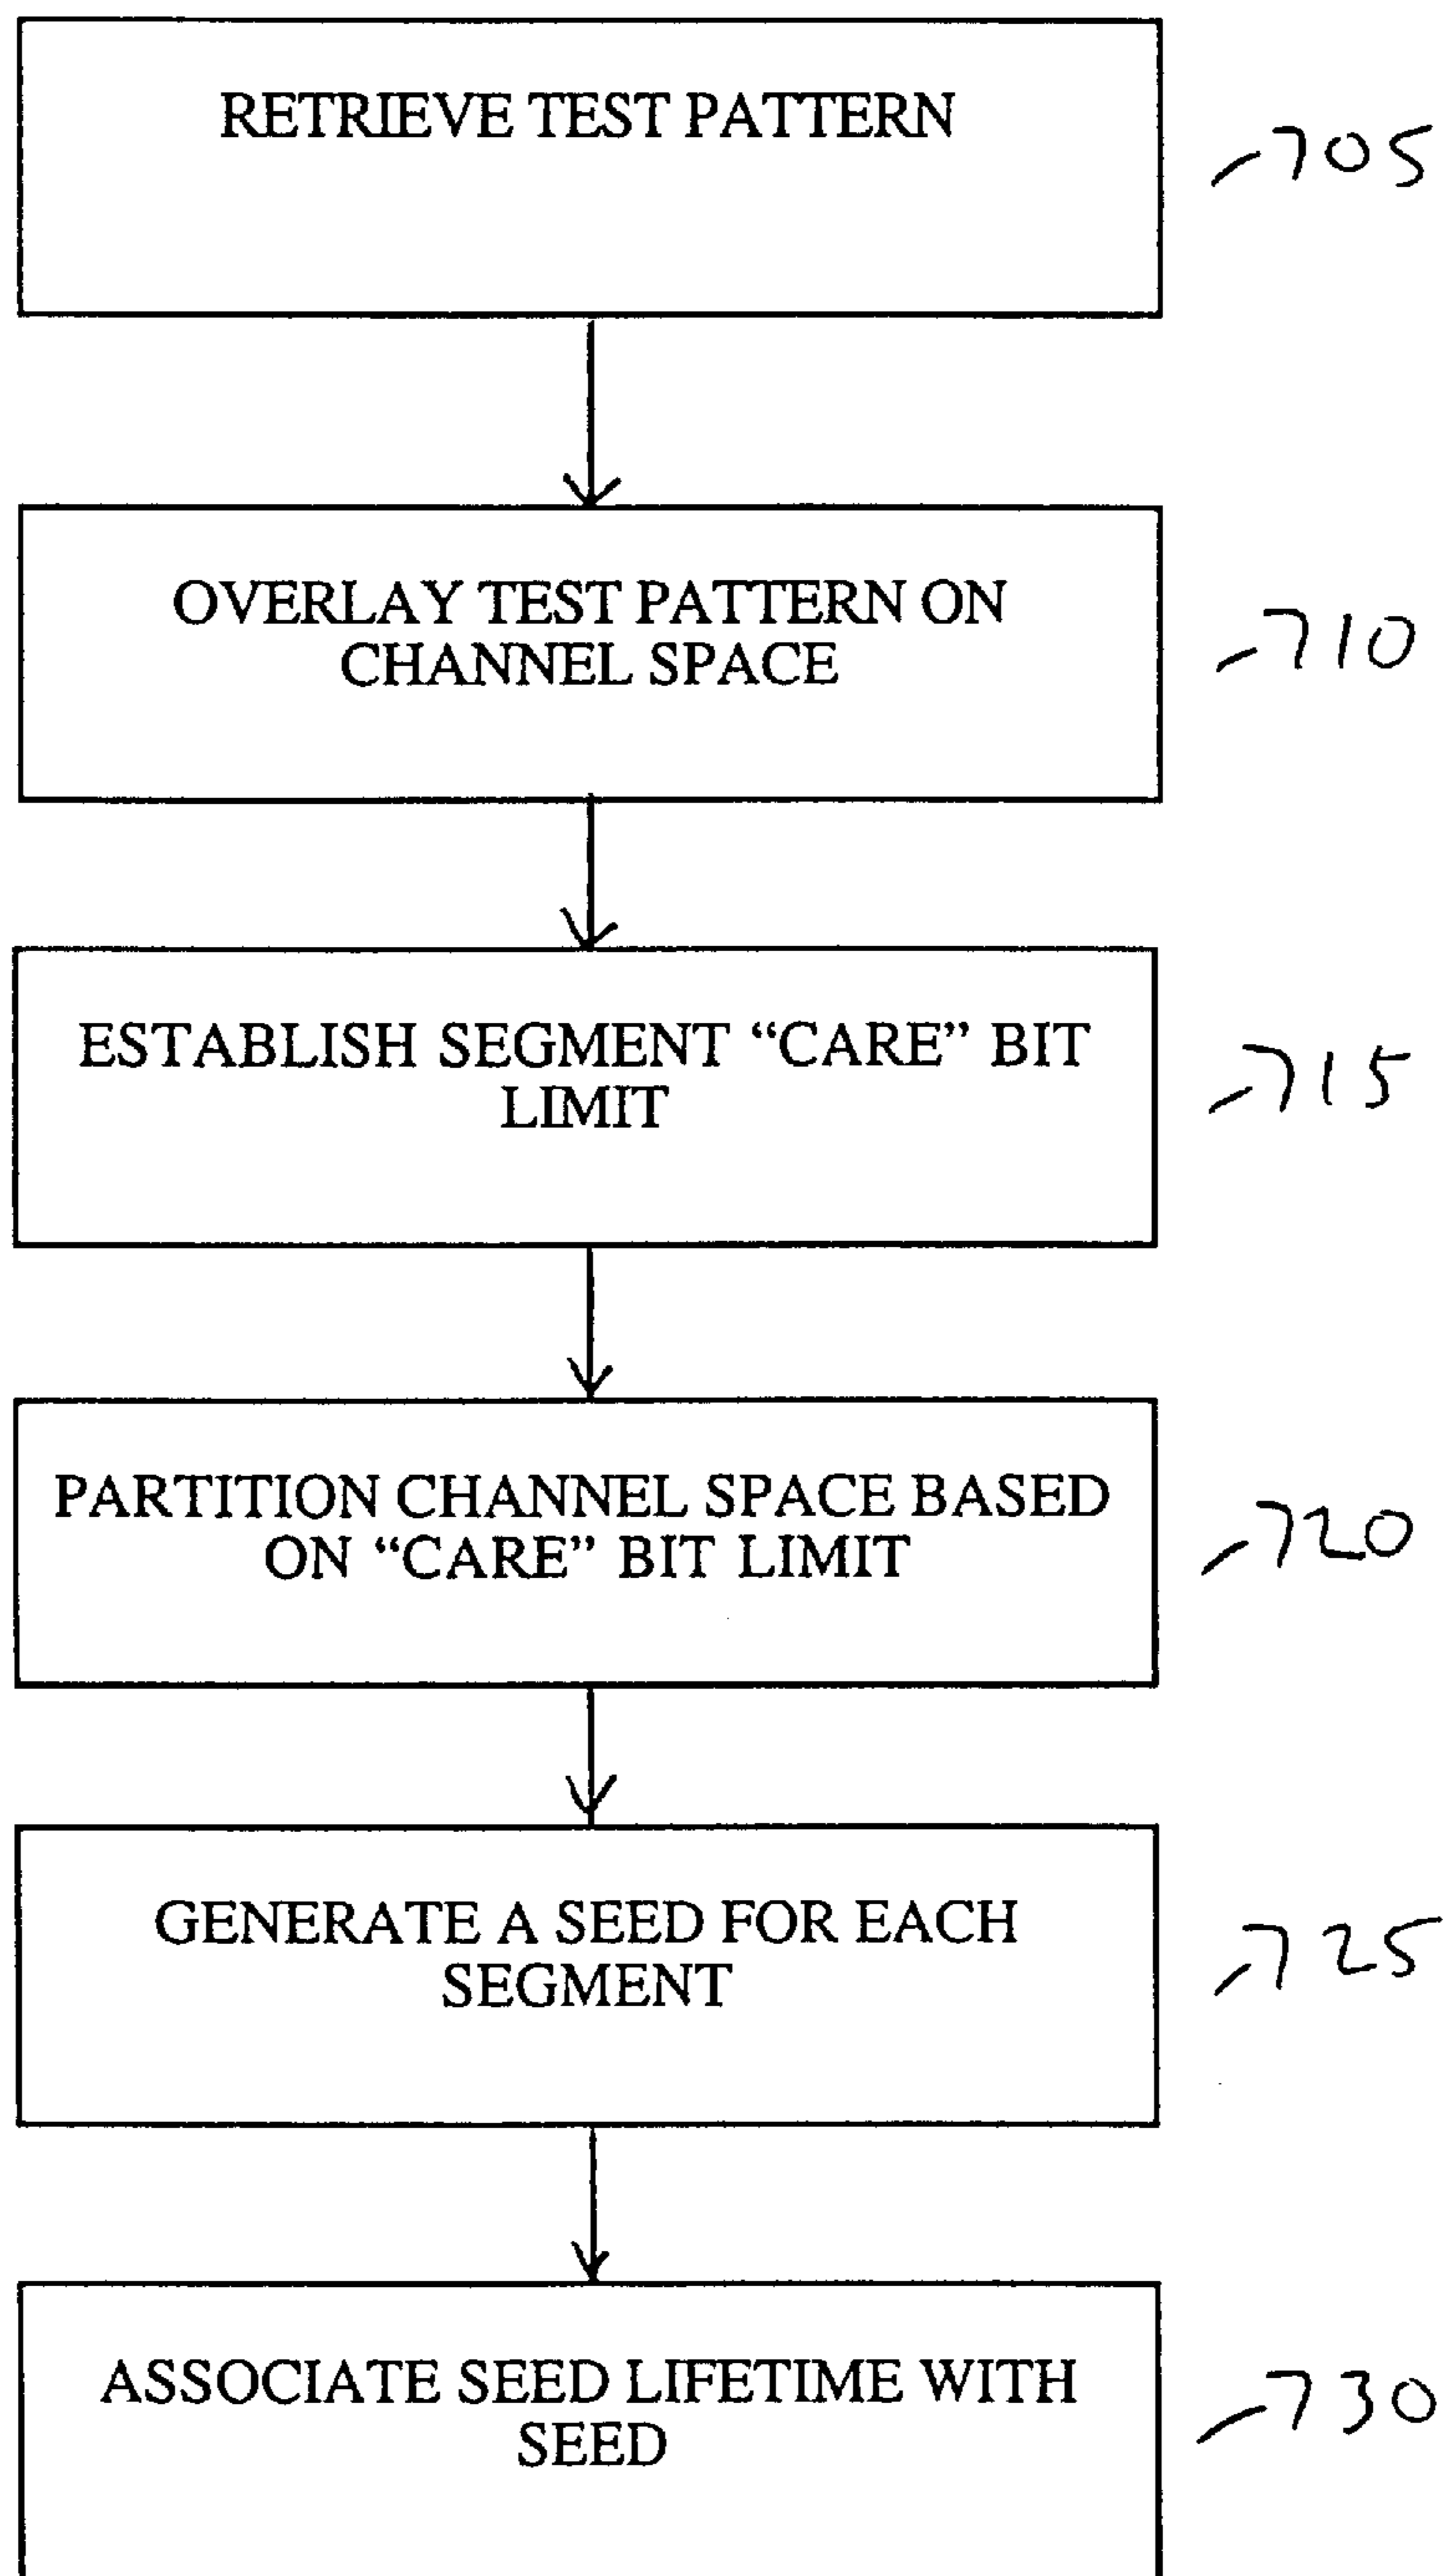 RETRIEVE TEST PATTERN
705
OVERLAY TEST PATTERN ON
CHANNEL SPACE
710
ESTABLISH SEGMENT “CARE” BIT
LIMIT
715
PARTITION CHANNEL SPACE BASED
ON “CARE” BIT LIMIT
720
GENERATE A SEED FOR EACH
SEGMENT
725
ASSOCIATE SEED LIFETIME WITH
SEED
730